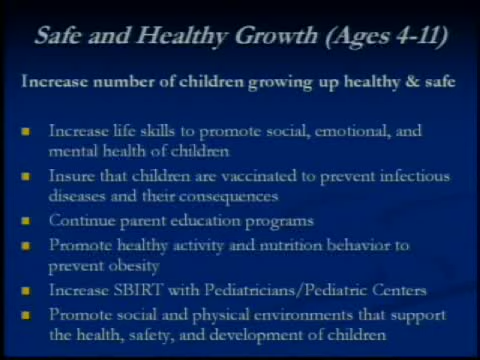 Safe and Healthy Growth (Ages 4-11)
Increase number of children growing up healthy & safe
Increase life skills to promote social, emotional, and
mental health of children
Insure that children are vaccinated to prevent infectious
diseases and their consequences
Continue parent education programs
Promote healthy activity and nutrition behavior to
prevent obesity
Increase SBIRT with Pediatricians/Pediatric Centers
Promote social and physical environments that support
the health, safety, and development of children